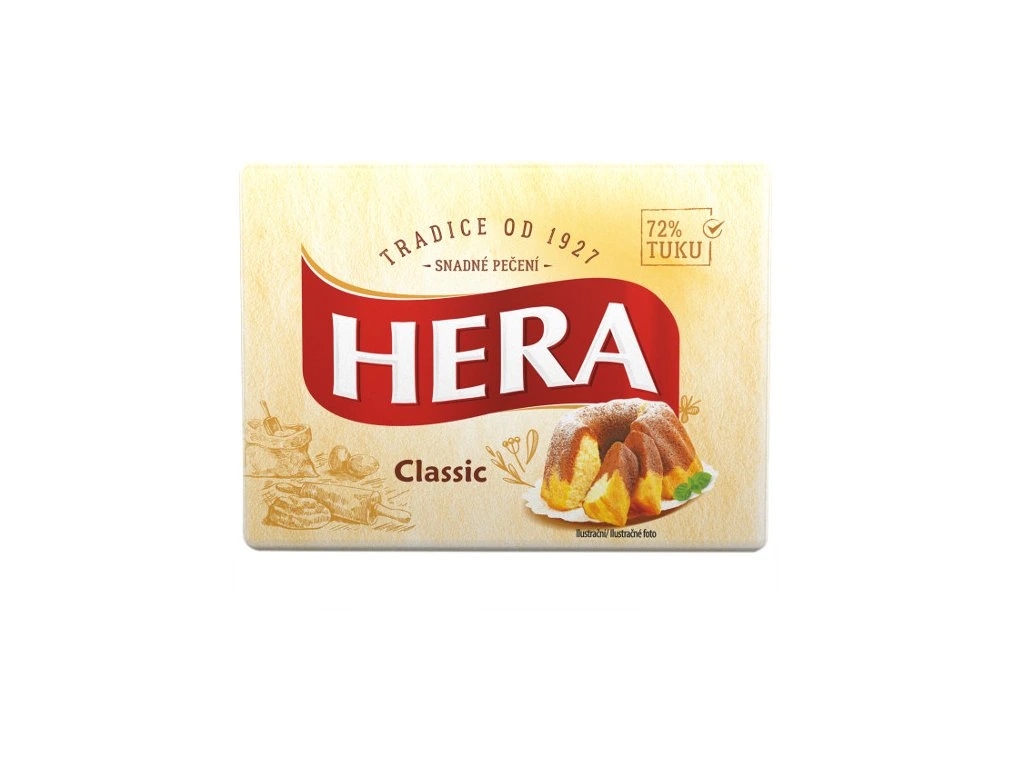 TRADICE OD 1927
SNADNÉ PEČENÍ
72%
TUKU
HERA
Classic
Ilustrační/ Ilustračné foto